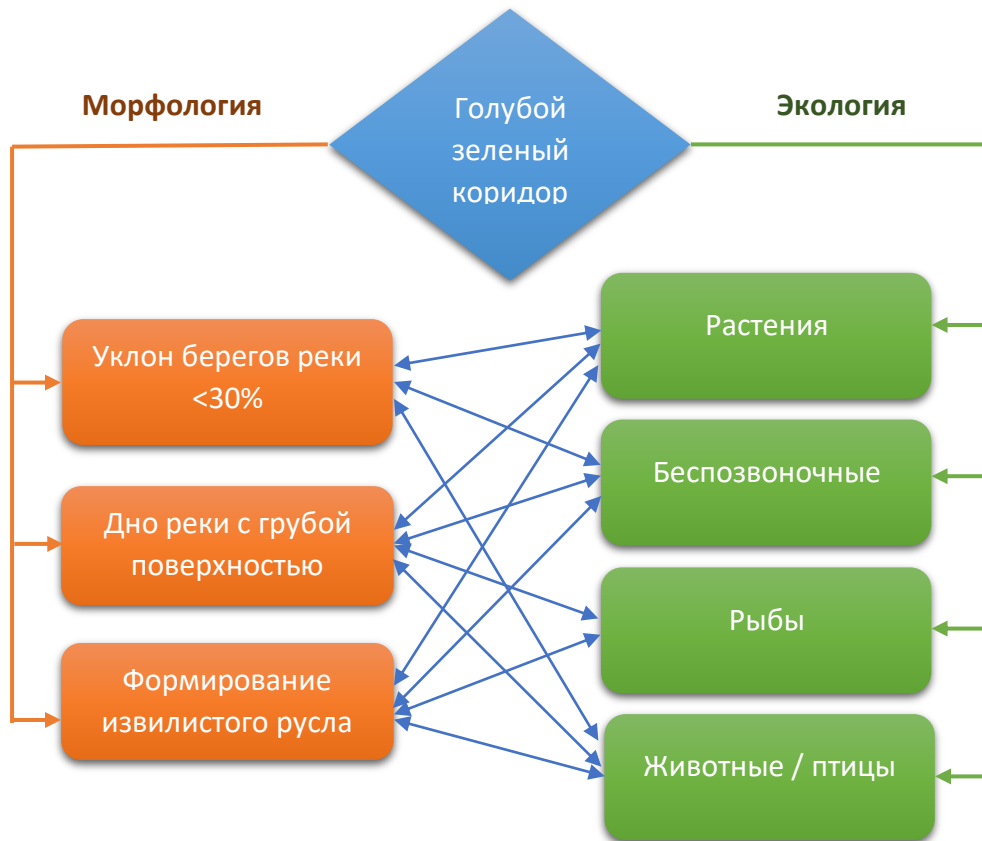 Морфология
Голубой
зеленый
коридор
Экология
Уклон берегов реки
<30%
Дно реки с грубой
поверхностью
Формирование
извилистого русла
Растения
Беспозвоночные
Рыбы
Животные / птицы